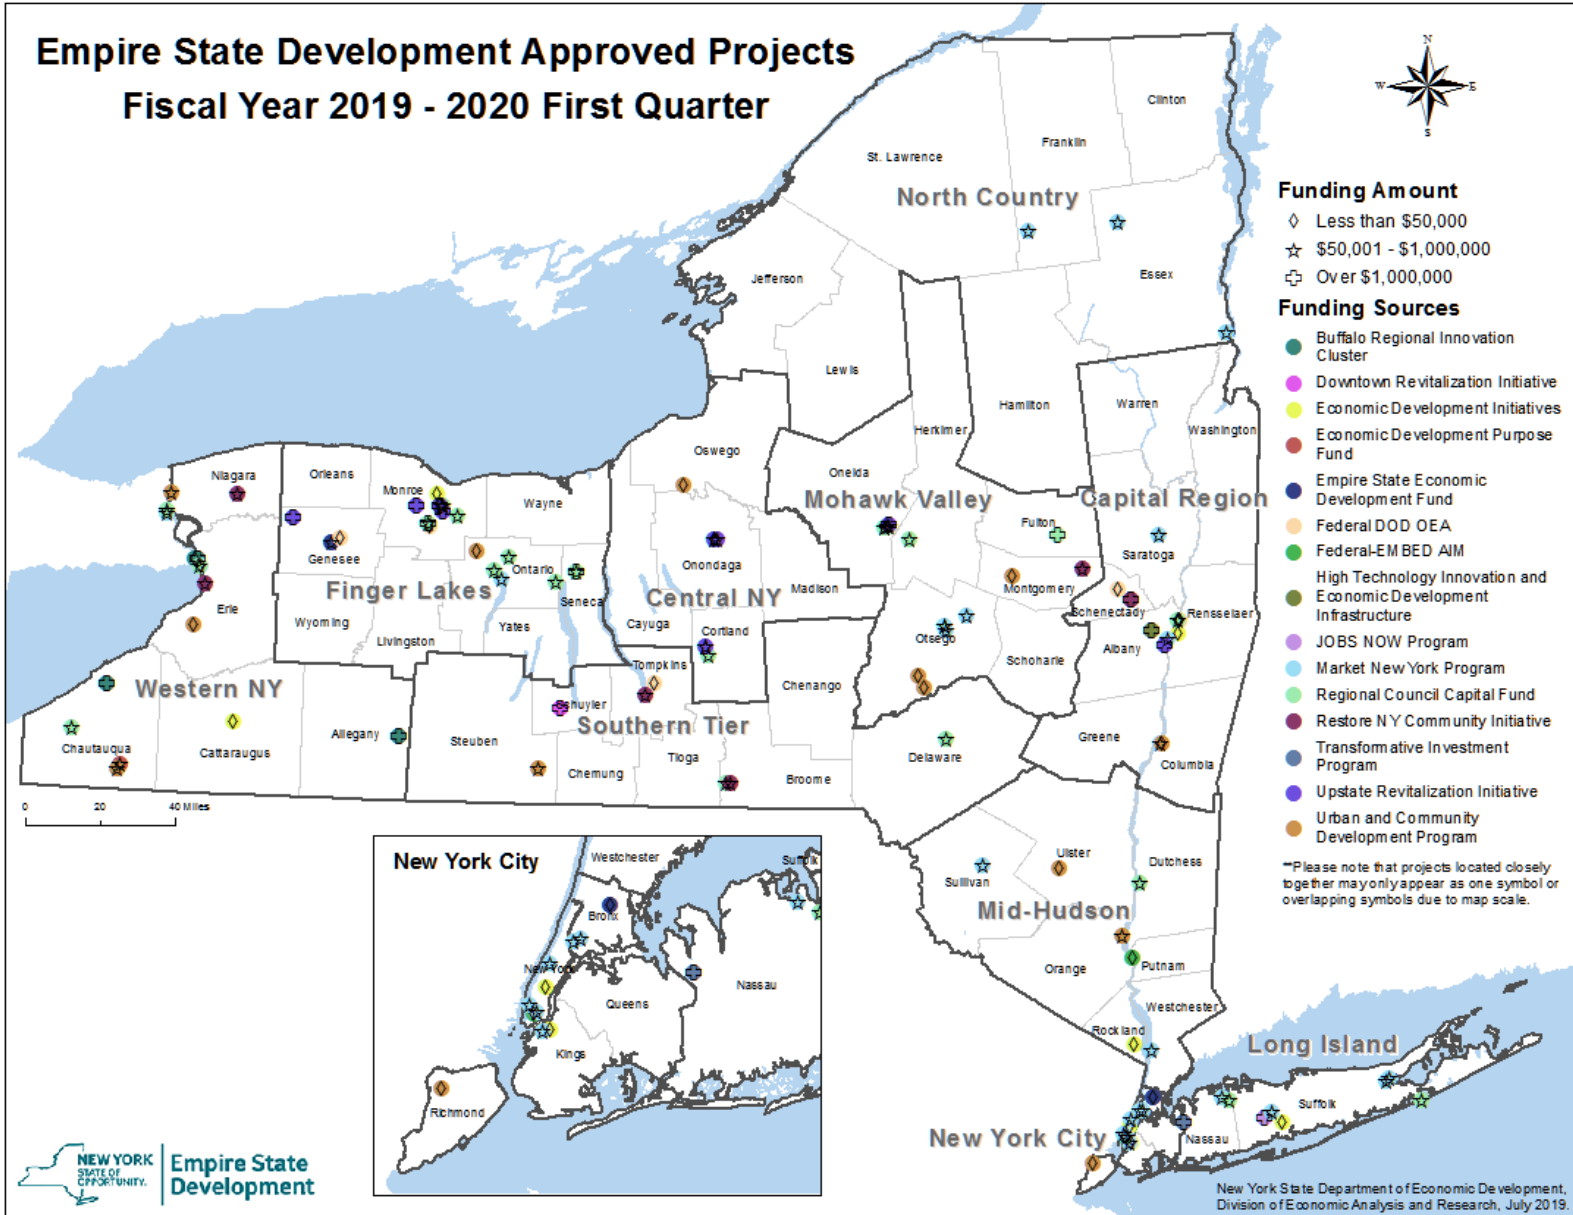 Empire State Development Approved Projects
Fiscal Year 2019 - 2020 First Quarter
N
W
E
S
Clinton
Franklin
St. Lawrence
North Country
Essex
Jefferson
Lewis
Hamilton
Herkimer
Warren
Washington
Oswego
Oneida
Mohawk Valley
Capital Region
Fulton
Saratoga
Niagara
Orleans
Monroe
Wayne
Genesee
Ontario
Onondaga
Madison
Montgomery
Finger Lakes
Seneca
Central NY
Schenectady
Rensselaer
Erie
Wyoming
Livingston
Yates
Cayuga
Cortland
Otsego
Albany
Schoharie
Tompkins
Western NY
Chenango
Schuyler
Southern Tier
Chautauqua
Cattaraugus
Allegany
Steuben
Chemung
Tioga
Broome
Delaware
Greene
Columbia
0
20
40 Miles
Ulster
Dutchess
Sullivan
Mid-Hudson
Orange
Putnam
Westchester
Rockland
Long Island
Suffolk
Nassau
New York City
New York City
Westchester
Suffolk
Bronx
New York
Queens
Nassau
Kings
Richmond
Funding Amount
Less than $50,000
$50,001 - $1,000,000
Over $1,000,000
Funding Sources
Buffalo Regional Innovation
Cluster
Downtown Revitalization Initiative
Economic Development Initiatives
Economic Development Purpose
Fund
Empire State Economic
Development Fund
Federal DOD OEA
Federal-EMBED AIM
High Technology Innovation and
Economic Development
Infrastructure
JOBS NOW Program
Market New York Program
Regional Council Capital Fund
Restore NY Community Initiative
Transformative Investment
Program
Upstate Revitalization Initiative
Urban and Community
Development Program
**Please note that projects located closely
together may only appear as one symbol or
overlapping symbols due to map scale.
NEW YORK
STATE OF
OPPORTUNITY.
Empire State
Development
New York State Department of Economic Development,
Division of Economic Analysis and Research, July 2019.